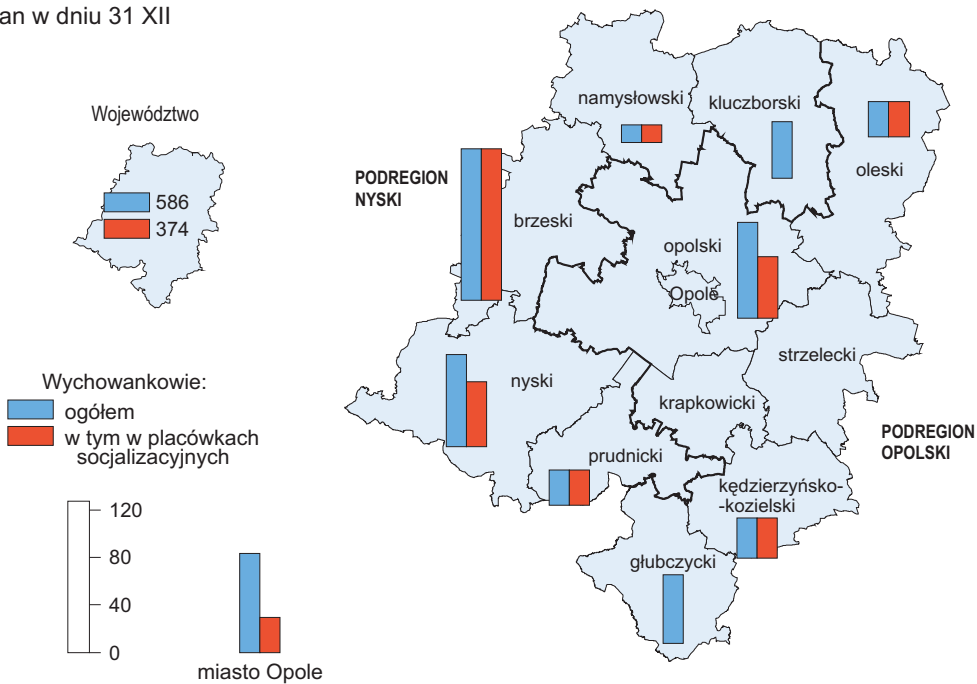 an w dniu 31 XII
Województwo
586
374
Wychowankowie:
ogółem
w tym w placówkach
socjalizacyjnych
120
80
40
0
miasto Opole
namysłowski
kluczborski
oleski
PODREGION
NYSKI
brzeski
opolski
Opole
strzelecki
nyski
krapkowicki
PODREGION
OPOLSKI
prudnicki
kędzierzyńsko-
-kozielski
głubczycki